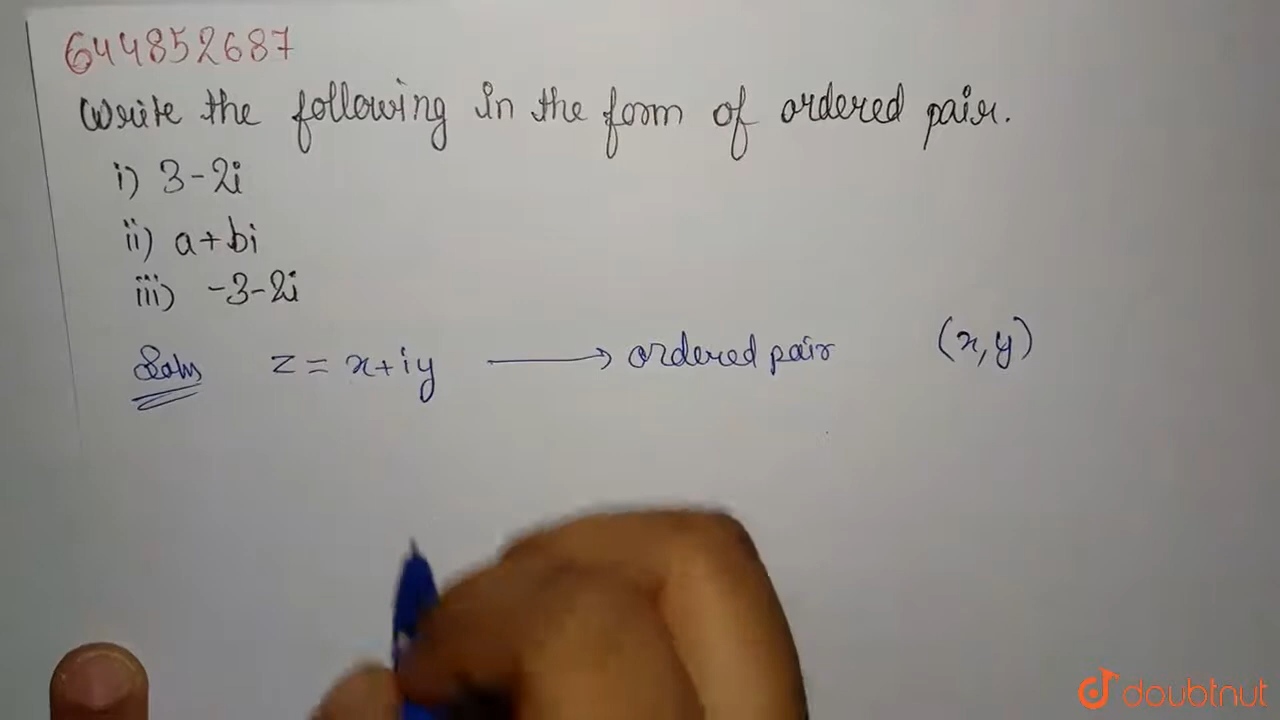 644852687
Write the following in the form of ordered pair.
i) 3-2i
ii) a+bi
iii) -3-2i
Soln z = x+iy → ordered pair (x,y)
doubtnut